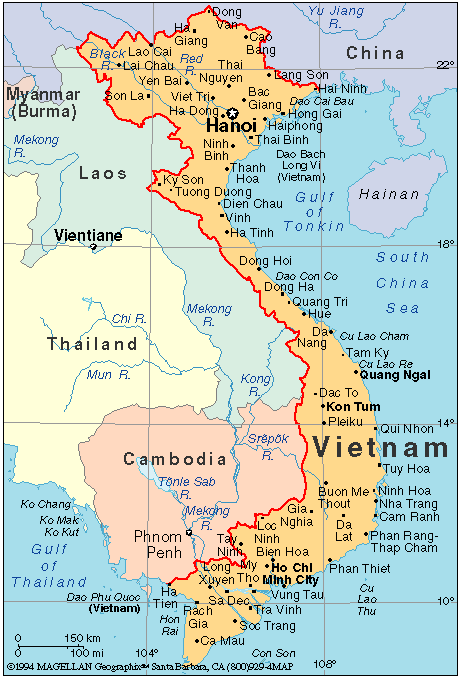 Yu Jiang
R.
Dong
Van
Ha
Giang
Cao
Bang
China
Black
R.
Lao Cai
Red
R.
Lai Chau
Thai
Nguyen
Lang Son
22°
Yen Bai
Hai Ninh
Myanmar
(Burma)
Son La
Viet Tri
Bac
Giang
Dao Cai Bau
Ha Dong
Hong Gai
Hanoi
Haiphong
Mekong
R.
Ninh
Binh
Thai Binh
Dao Bach
Long Vi
(Vietnam)
Laos
Thanh
Hoa
Ky Son
Tuong Duong
Gulf
of
Tonkin
Hainan
Dien Chau
Vinh
Vientiane
Ha Tinh
18°
Dong Hoi
South
China
Sea
Dao Con Co
Dong Ha
Quang Tri
Hue
Mekong
R.
Chi R.
Da
Nang
Cu Lao Cham
Thailand
Tam Ky
Cu Lao Re
Quang Ngai
Mun R.
Kong
R.
Dac To
Kon Tum
Pleiku
14°
Qui Nhon
Vietnam
Srêpôk
R.
Cambodia
Tuy Hoa
Tônle Sab
R.
Buon Me
Thout
Ninh Hoa
Nha Trang
Cam Ranh
Ko Chang
Ko Mak
Ko Kut
Mekong
R.
Gia
Nghia
Da
Lat
Loc
Ninh
Phan Rang-
Thap Cham
Phnom
Penh
Tay
Ninh
Bien Hoa
Gulf
of
Thailand
Ho Chi
Minh City
Phan Thiet
Long
Xuyen
My
Tho
Cu
Lao
Thu
Dao Phu Quoc
(Vietnam)
Ha
Tien
Vung Tau
10°
Sa Dec
Tra Vinh
Rach
Gia
Hon
Rai
Soc Trang
Ca Mau
Con Son
0 150 km
0 150 mi
104°
108°
©1994 MAGELLAN Geographix℠ Santa Barbara, CA (800)929-4MAP